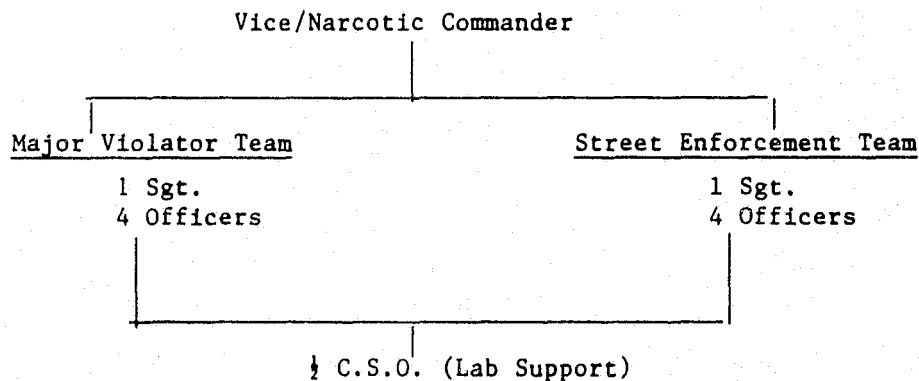 Vice/Narcotic Commander
Major Violator Team Street Enforcement Team
1 Sgt. 1 Sgt.
4 Officers 4 Officers
½ C.S.O. (Lab Support)